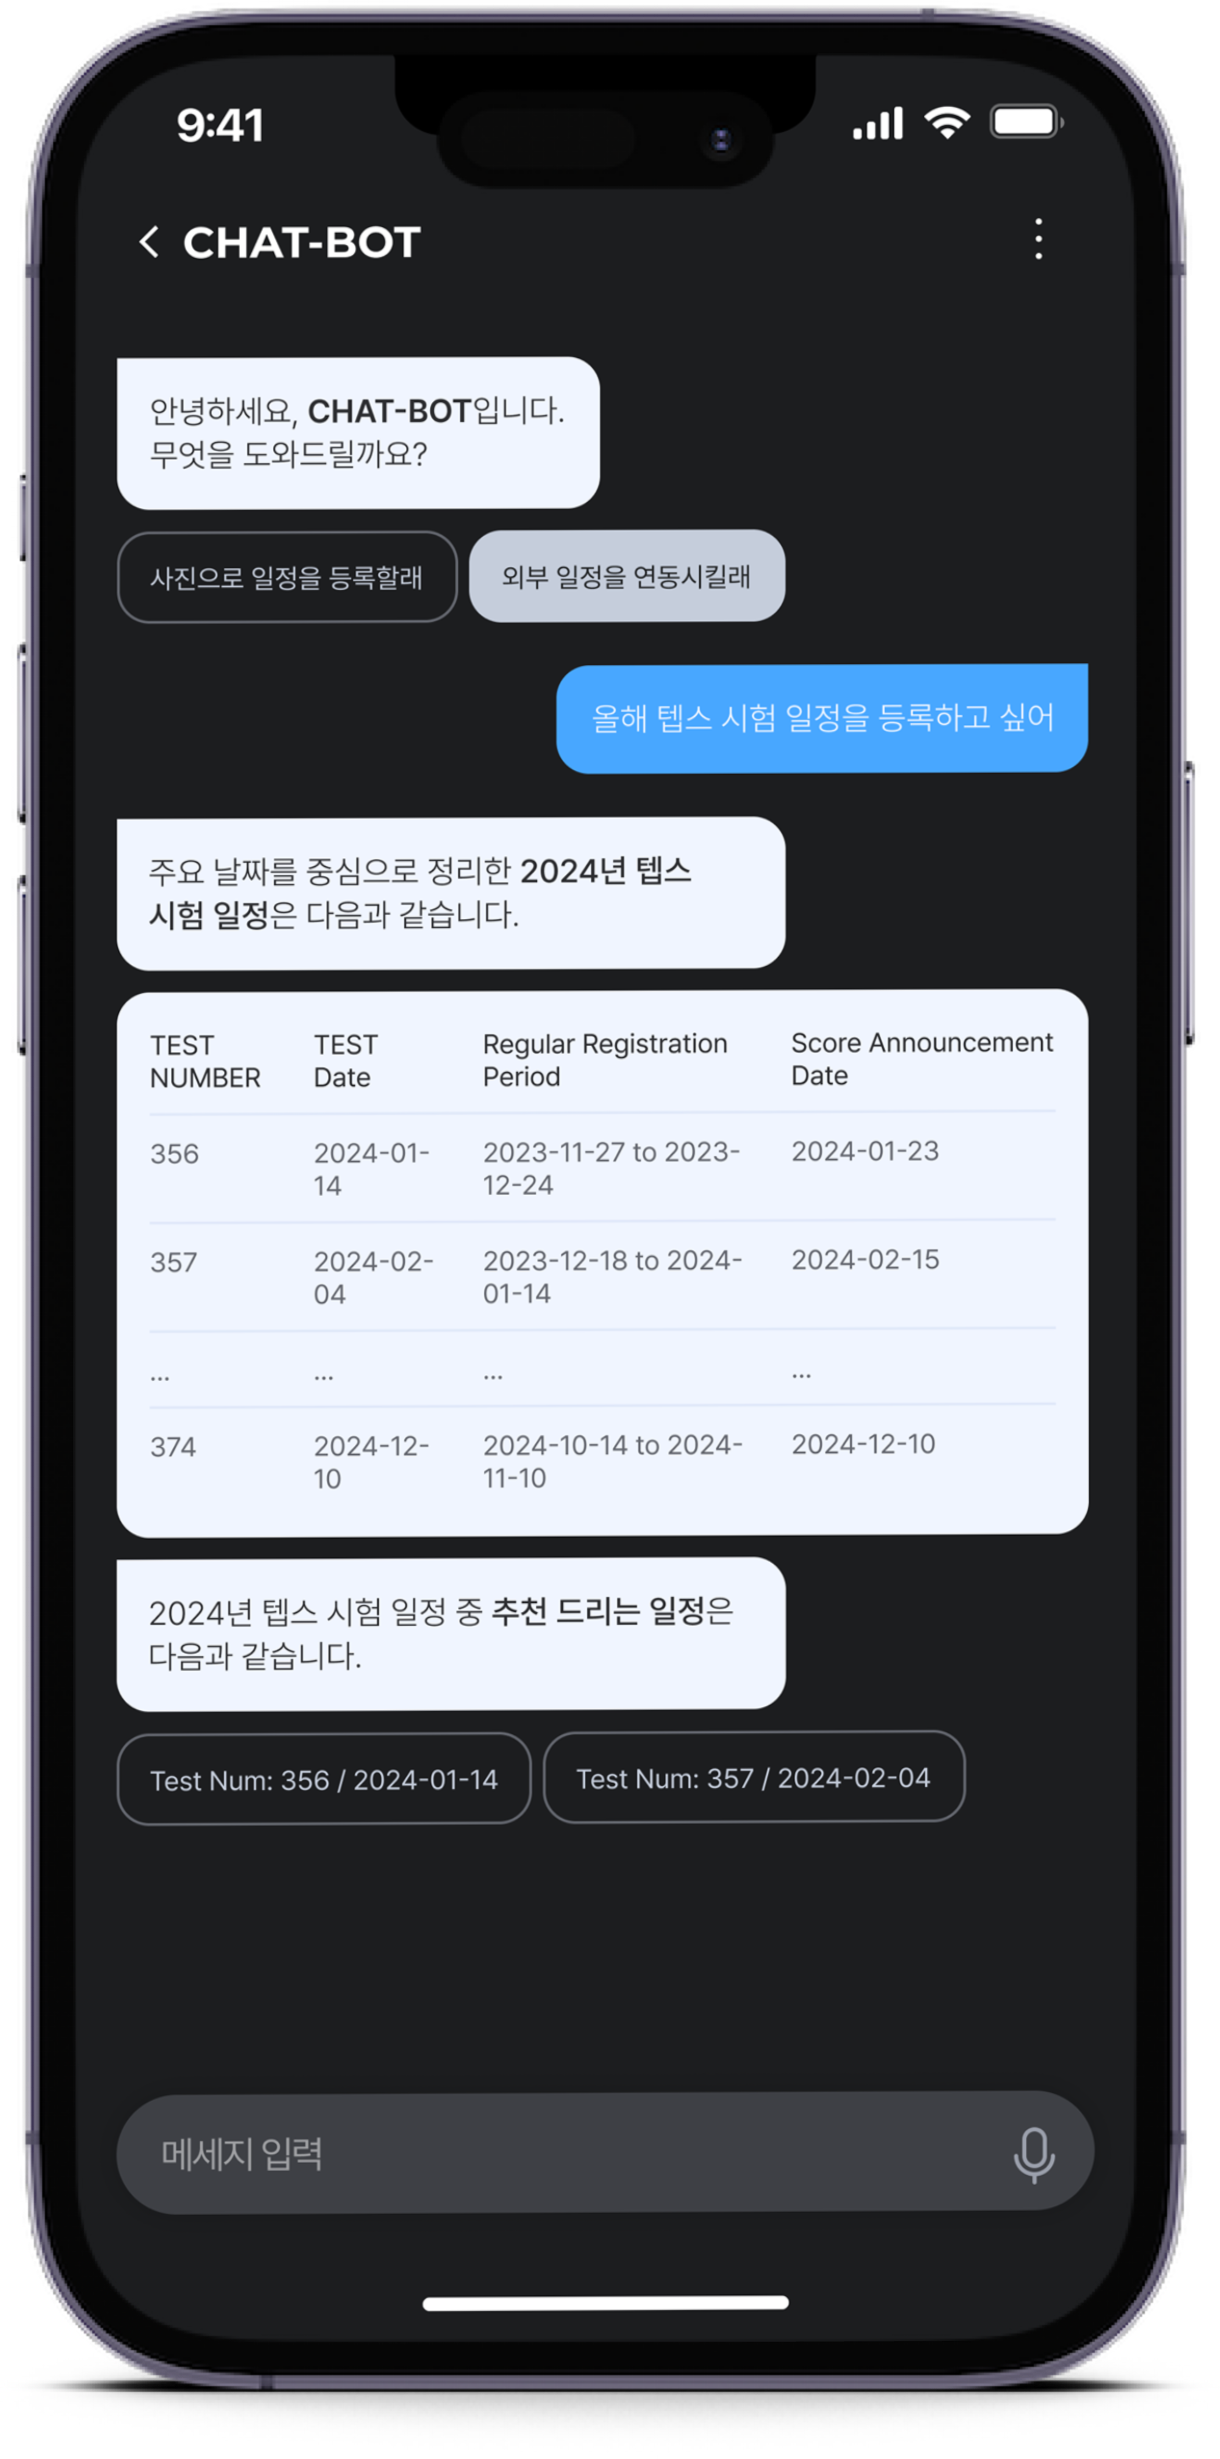 9:41
CHAT-BOT
안녕하세요, CHAT-BOT입니다.
무엇을 도와드릴까요?
사진으로 일정을 등록할래
외부 일정을 연동시킬래
올해 텝스 시험 일정을 등록하고 싶어
주요 날짜를 중심으로 정리한 2024년 텝스
시험 일정은 다음과 같습니다.
TEST NUMBER
TEST Date
Regular Registration Period
Score Announcement Date
356
2024-01-14
2023-11-27 to 2023-12-24
2024-01-23
357
2024-02-04
2023-12-18 to 2024-01-14
2024-02-15
...
...
...
...
374
2024-12-10
2024-10-14 to 2024-11-10
2024-12-10
2024년 텝스 시험 일정 중 추천 드리는 일정은
다음과 같습니다.
Test Num: 356 / 2024-01-14
Test Num: 357 / 2024-02-04
메세지 입력